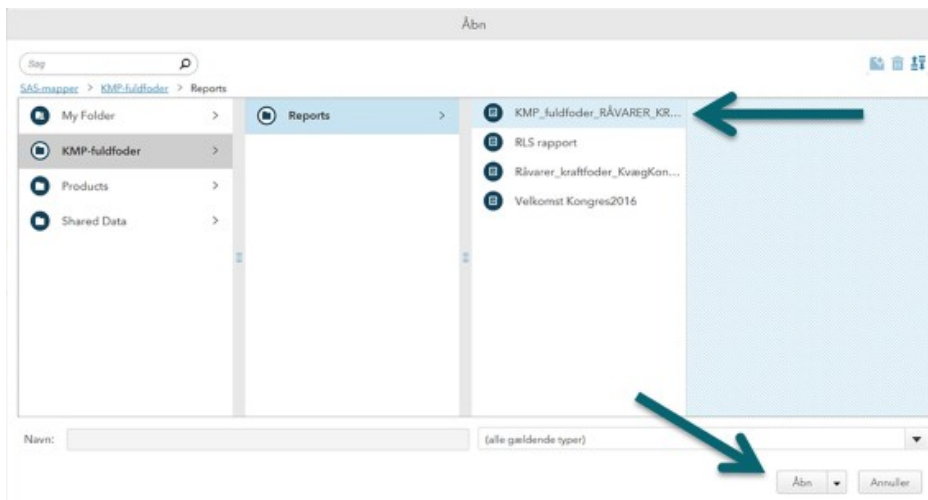 Åbn
Søg
SAS-mapper > KMP-fuldfoder > Reports
My Folder >
KMP-fuldfoder >
Products >
Shared Data >
Reports >
KMP_fuldfoder_RÅVARER_KR...
RLS rapport
Råvarer_kraftfoder_KvægKon...
Velkomst Kongres2016
Navn:
(alle gældende typer)
Åbn
Annuller